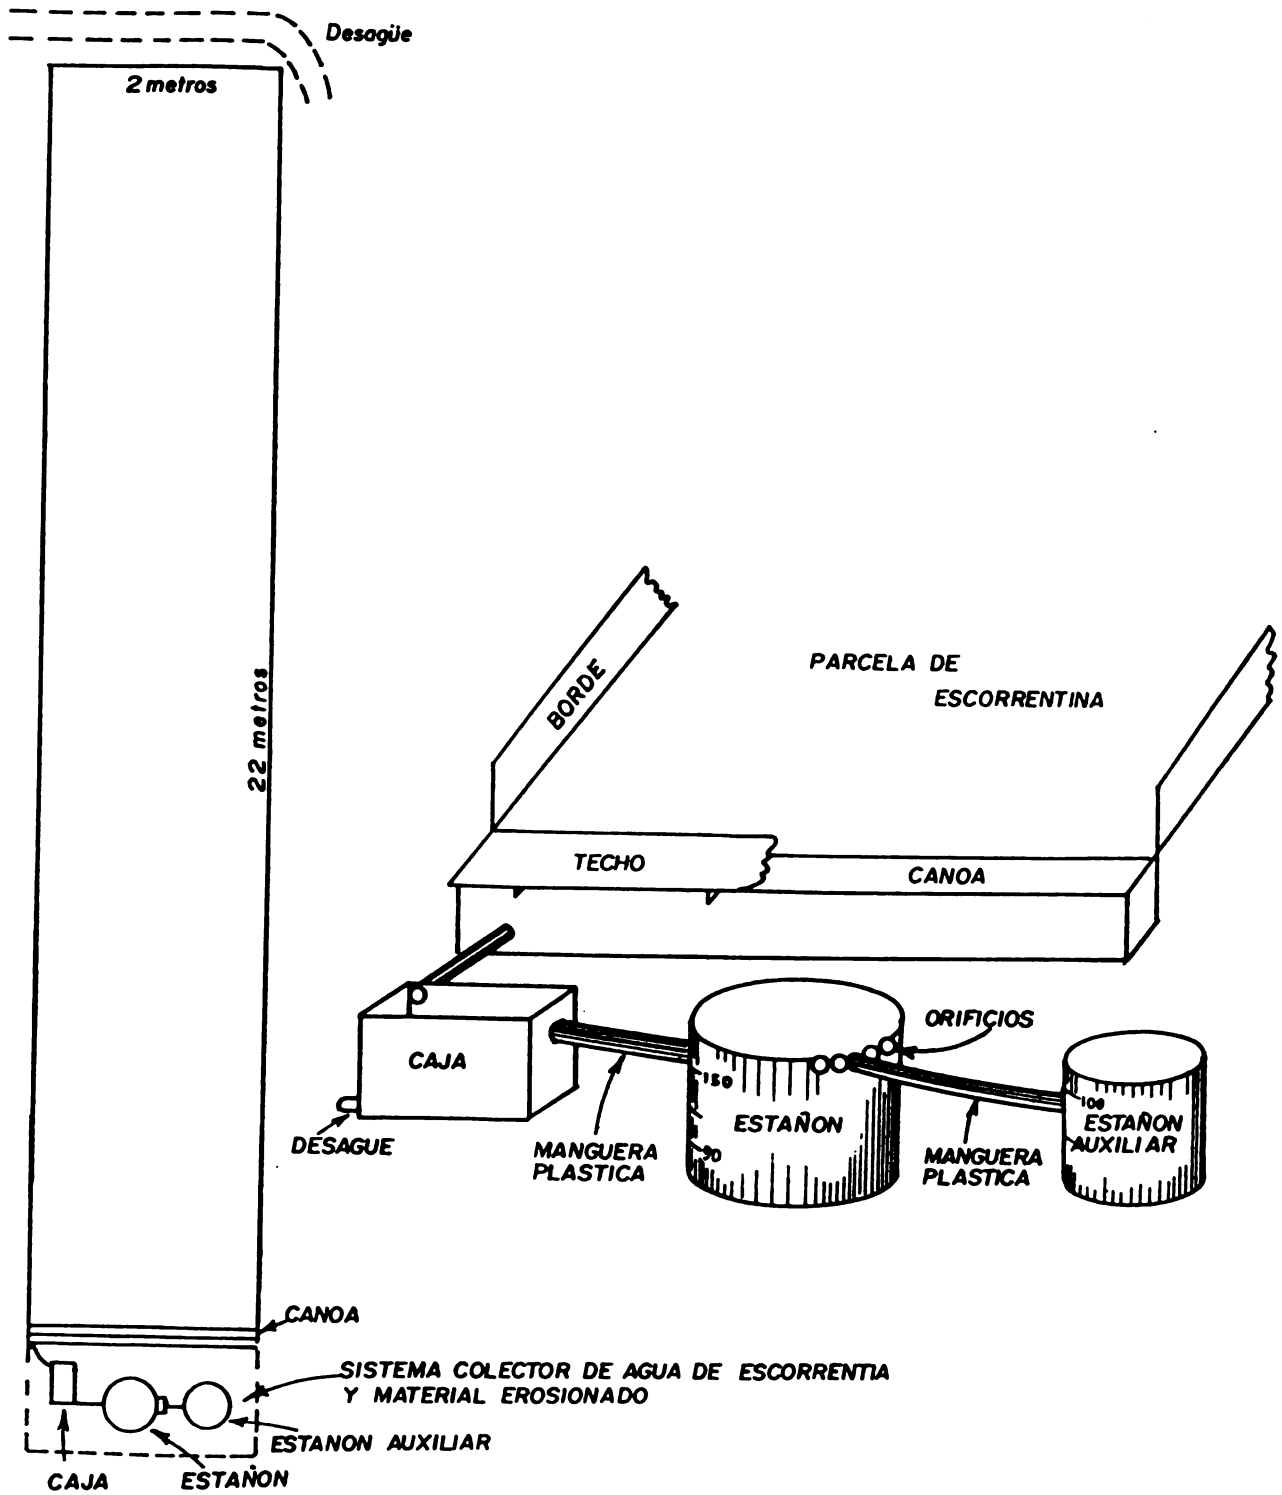 Desagüe
2 metros
22 metros
BORDE
PARCELA DE
ESCORRENTINA
TECHO
CANOA
CAJA
DESAGUE
MANGUERA
PLASTICA
150
ESTAÑON
90
ORIFICIOS
MANGUERA
PLASTICA
100
ESTAÑON
AUXILIAR
CANOA
SISTEMA COLECTOR DE AGUA DE ESCORRENTIA
Y MATERIAL EROSIONADO
ESTANON AUXILIAR
CAJA
ESTAÑON